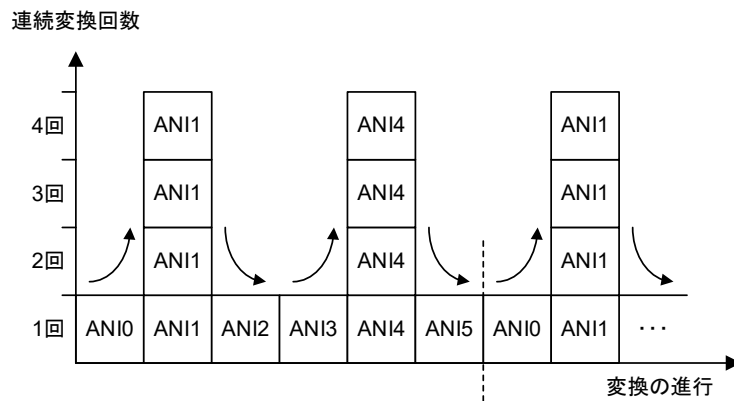 連続変換回数
4回 ANI1 ANI4 ANI1
3回 ANI1 ANI4 ANI1
2回 ANI1 ANI4 ANI1
1回 ANI0 ANI1 ANI2 ANI3 ANI4 ANI5 ANI0 ANI1 ･･･
変換の進行